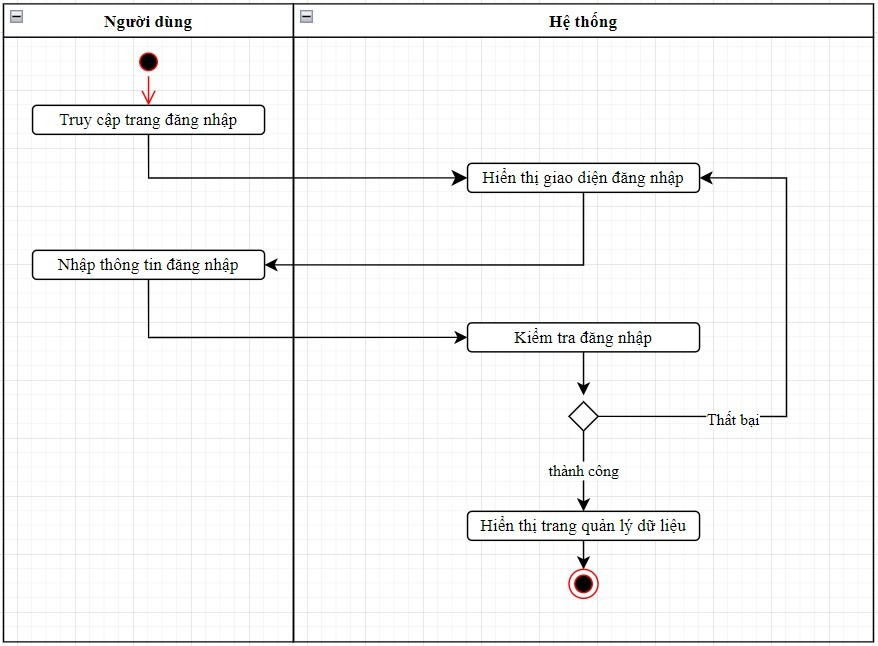 Người dùng
Hệ thống
Truy cập trang đăng nhập
Hiển thị giao diện đăng nhập
Nhập thông tin đăng nhập
Kiểm tra đăng nhập
Thất bại
thành công
Hiển thị trang quản lý dữ liệu